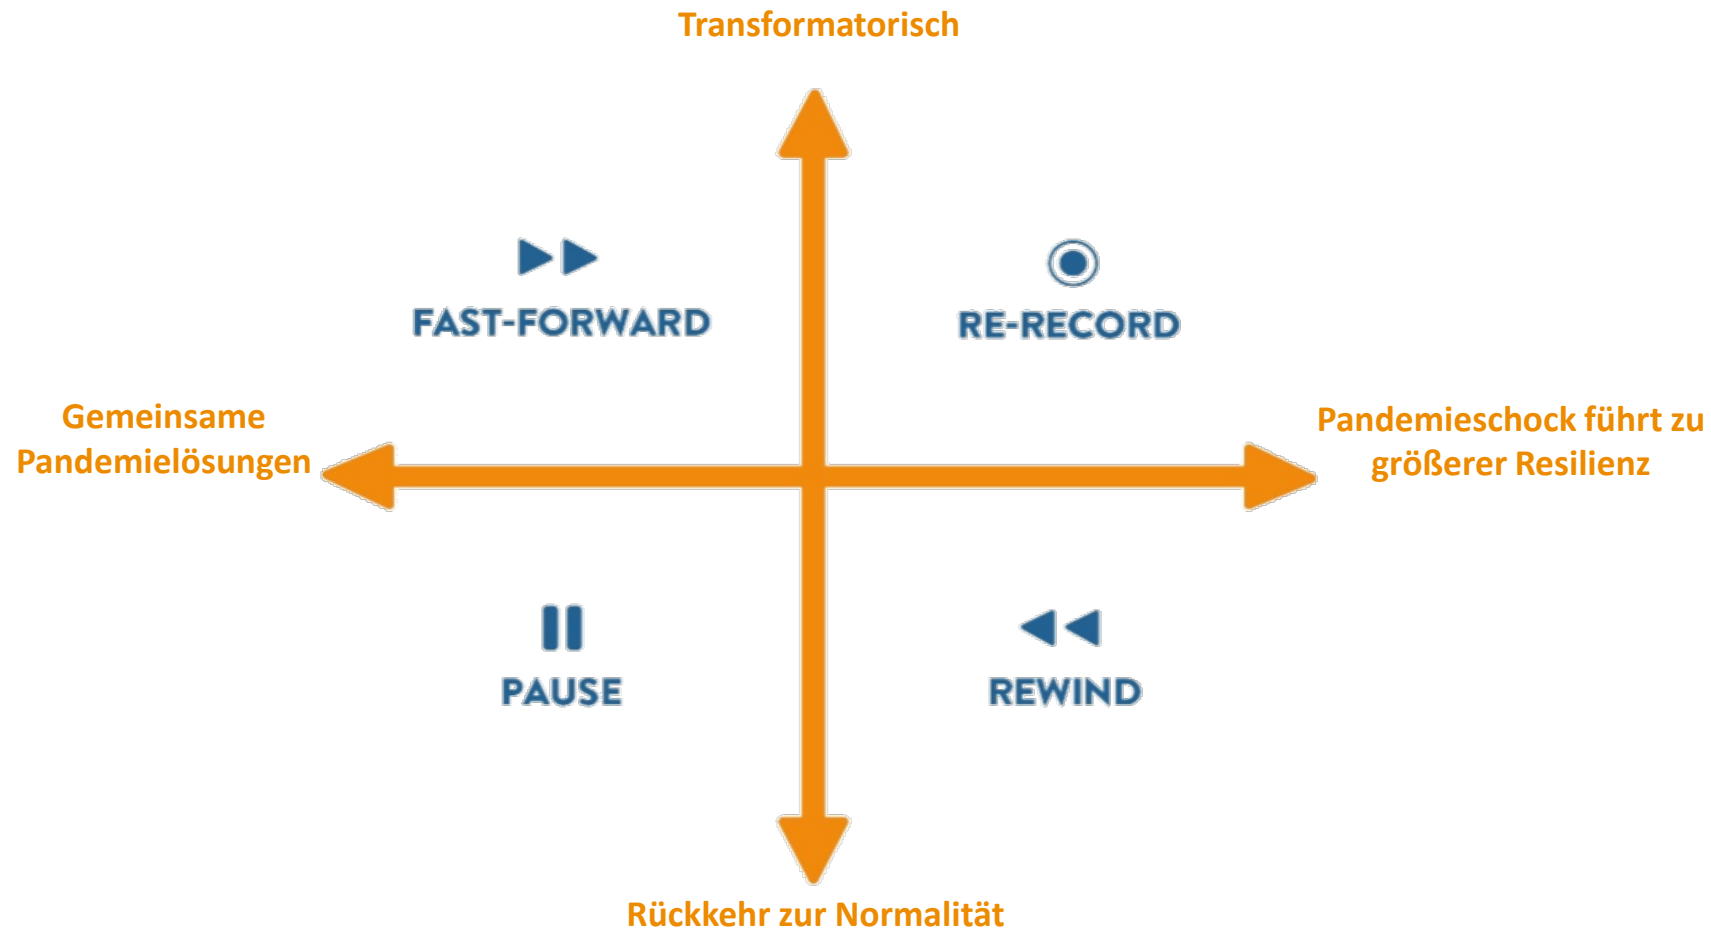 Transformatorisch
FAST-FORWARD
RE-RECORD
Gemeinsame
Pandemielösungen
Pandemieschock führt zu
größerer Resilienz
PAUSE
REWIND
Rückkehr zur Normalität